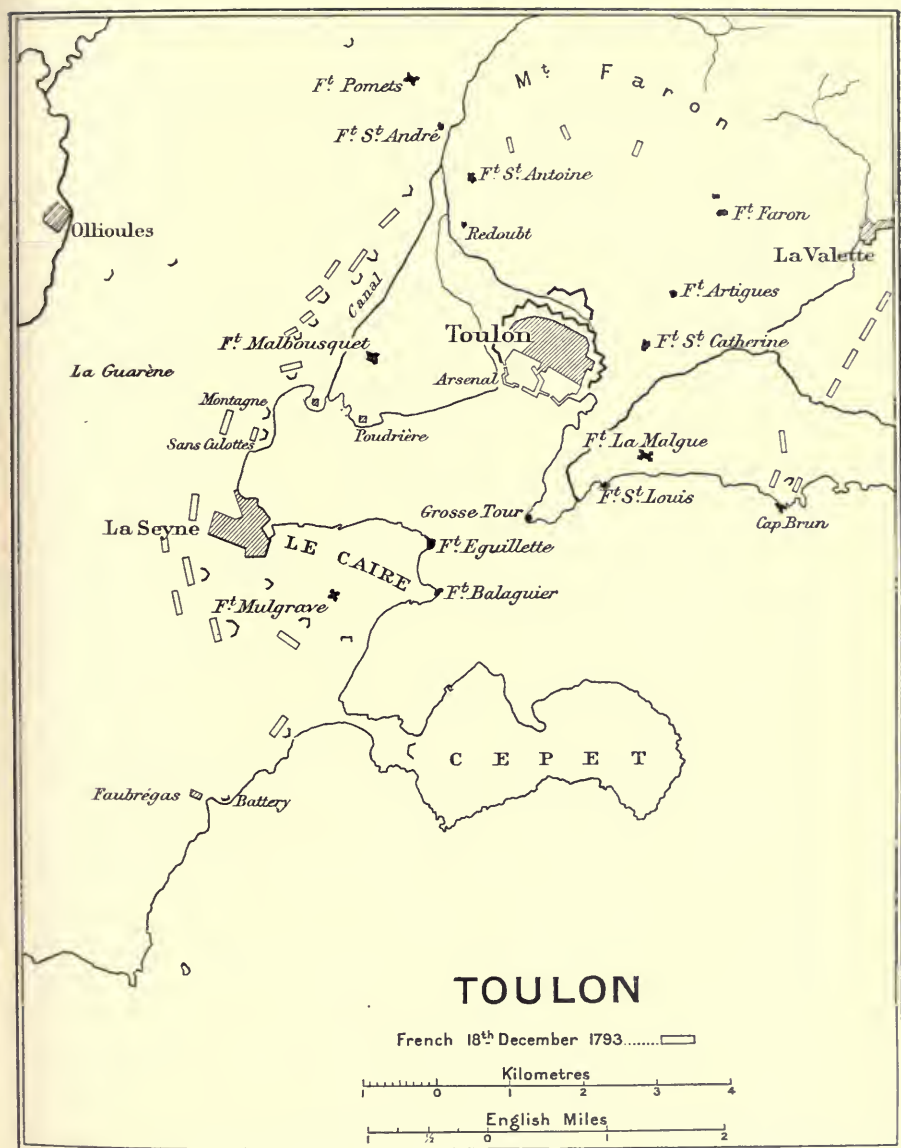 Mt. Faron
Ft. Pomets
Ft. St. André
Ft. St. Antoine
Ft. Faron
Ollioules
Redoubt
La Valette
Canal
Ft. Artigues
Toulon
Ft. Malbousquet
Ft. St. Catherine
La Guarène
Arsenal
Montagne
Poudrière
Sans Culottes
Ft. La Malgue
Ft. St. Louis
Grosse Tour
Cap Brun
La Seyne
LE CAIRE
Ft. Eguillette
Ft. Mulgrave
Ft. Balaguier
CEPET
Faubrégas
Battery
TOULON
French 18th December 1793........
Kilometres
1 0 1 2 3 4
English Miles
1 ½ 0 1 2